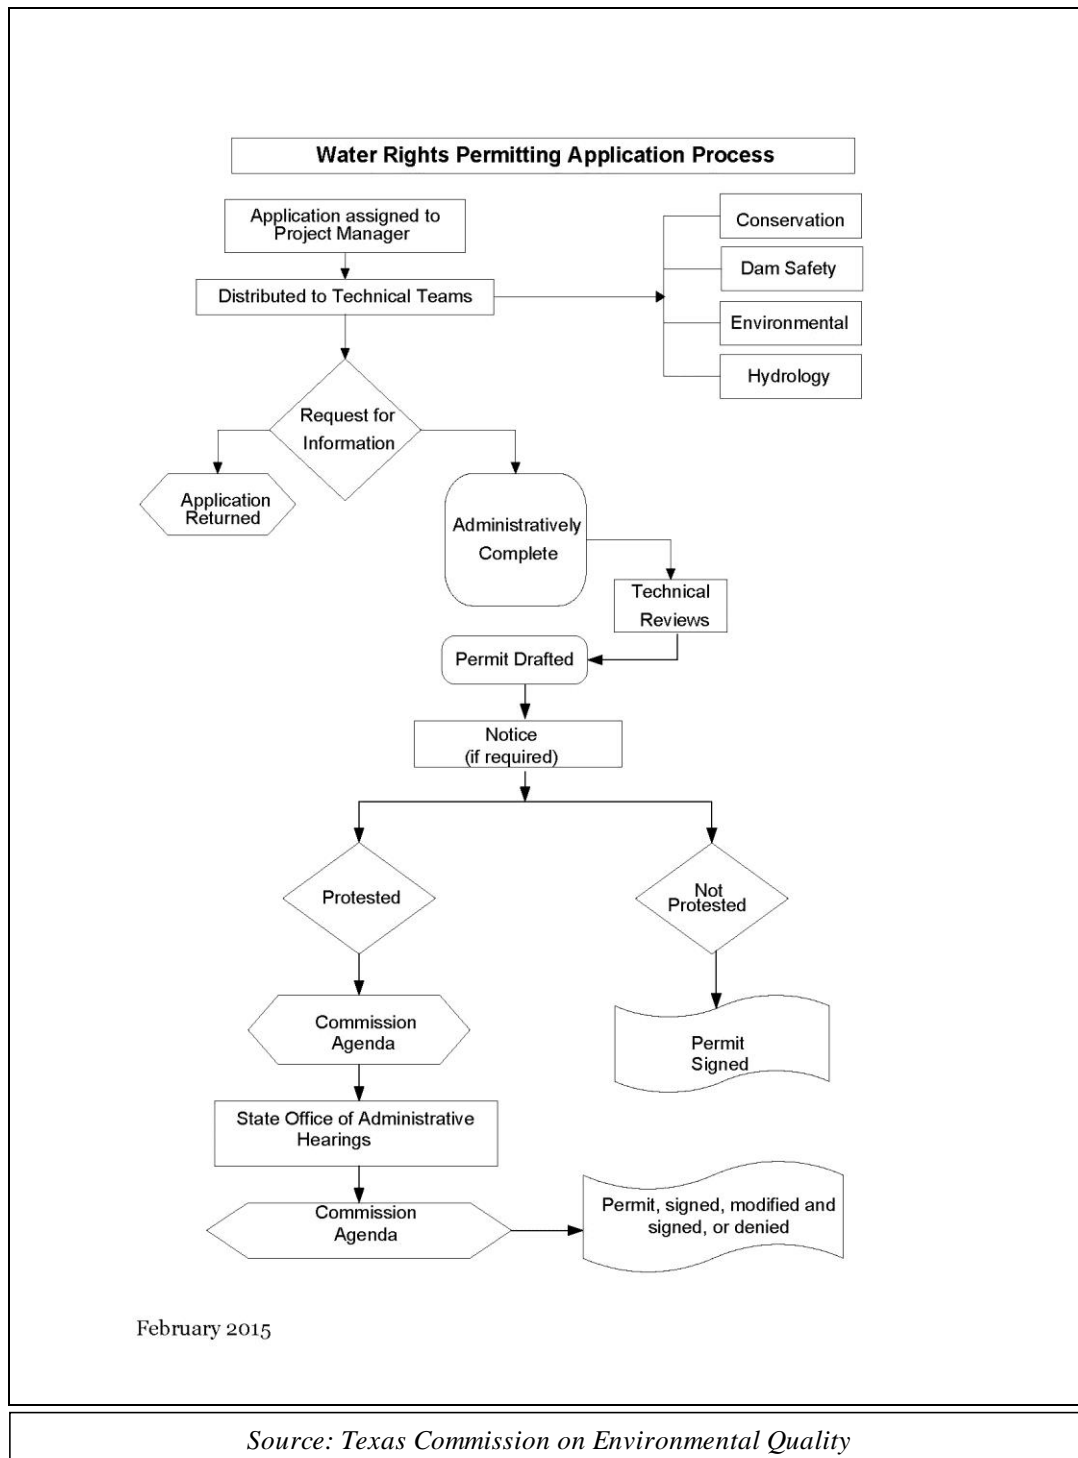 Water Rights Permitting Application Process
Application assigned to
Project Manager
Conservation
Distributed to Technical Teams
Dam Safety
Environmental
Hydrology
Request for
Information
Application
Returned
Administratively
Complete
Technical
Reviews
Permit Drafted
Notice
(if required)
Protested
Not
Protested
Commission
Agenda
Permit
Signed
State Office of Administrative
Hearings
Commission
Agenda
Permit, signed, modified and
signed, or denied
February 2015
Source: Texas Commission on Environmental Quality